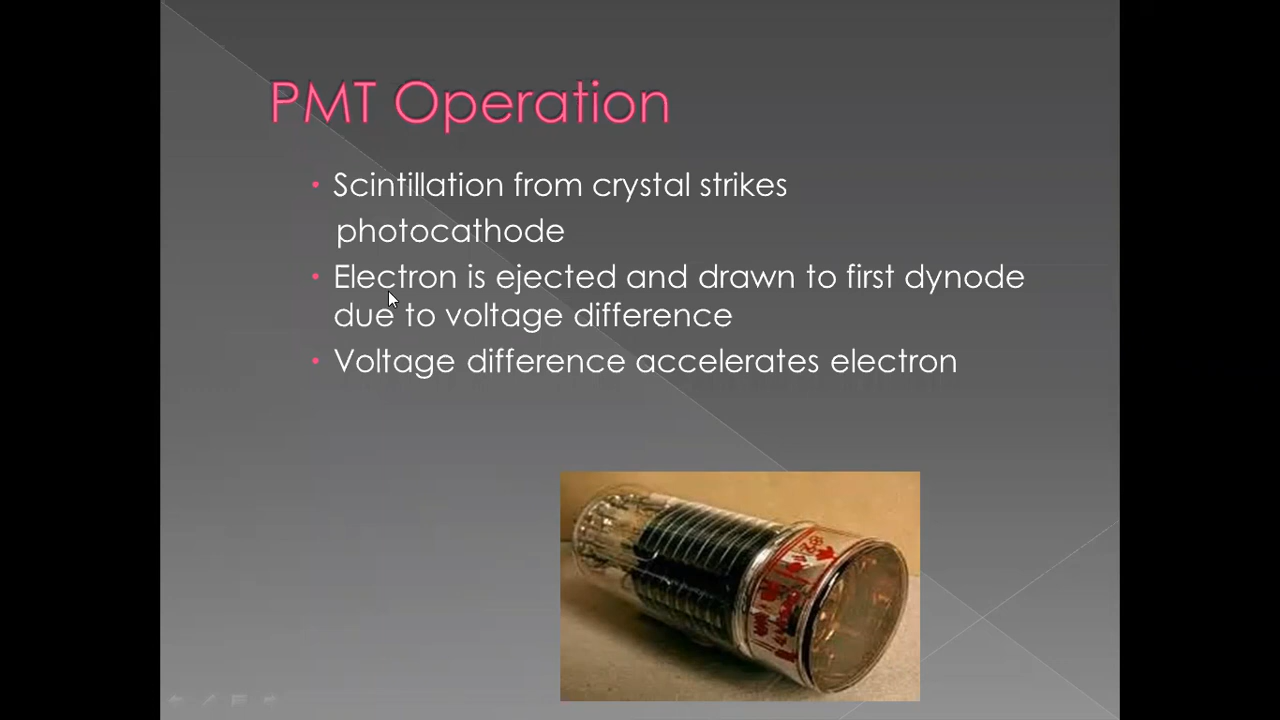 PMT Operation
• Scintillation from crystal strikes
photocathode
• Electron is ejected and drawn to first dynode
due to voltage difference
• Voltage difference accelerates electron